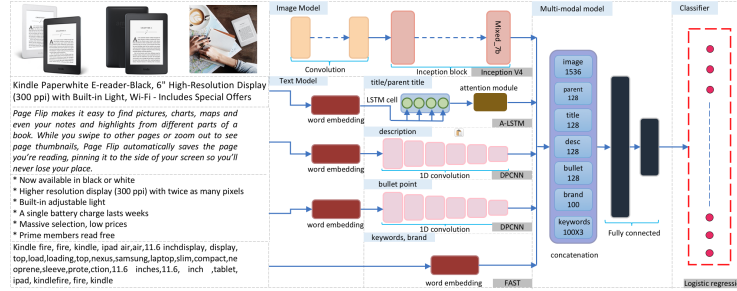 Image Model
Multi-modal model
Classifier
Convolution
Inception block
Mixed_7b
Inception V4
Kindle Paperwhite E-reader-Black, 6" High-Resolution Display
(300 ppi) with Built-in Light, Wi-Fi - Includes Special Offers
Page Flip makes it easy to find pictures, charts, maps and
even your notes and highlights from different parts of a
book. While you swipe to other pages or zoom out to see
page thumbnails, Page Flip automatically saves the page
you're reading, pinning it to the side of your screen so you'll
never lose your place.
* Now available in black or white
* Higher resolution display (300 ppi) with twice as many pixels
* Built-in adjustable light
* A single battery charge lasts weeks
* Massive selection, low prices
* Prime members read free
Kindle fire, fire, kindle, ipad air,air,11.6 inchdisplay, display,
top,load,loading,top,nexus,samsung,laptop,slim,compact,ne
oprene,sleeve,prote,ction,11.6 inches,11.6, inch ,tablet,
ipad, kindlefire, fire, kindle
Text Model
title/parent title
LSTM cell
attention module
word embedding
A-LSTM
description
word embedding
1D convolution
DPCNN
bullet point
word embedding
1D convolution
DPCNN
keywords, brand
word embedding
FAST
image
1536
parent
128
title
128
desc
128
bullet
128
brand
100
keywords
100X3
concatenation
Fully connected
Logistic regressi